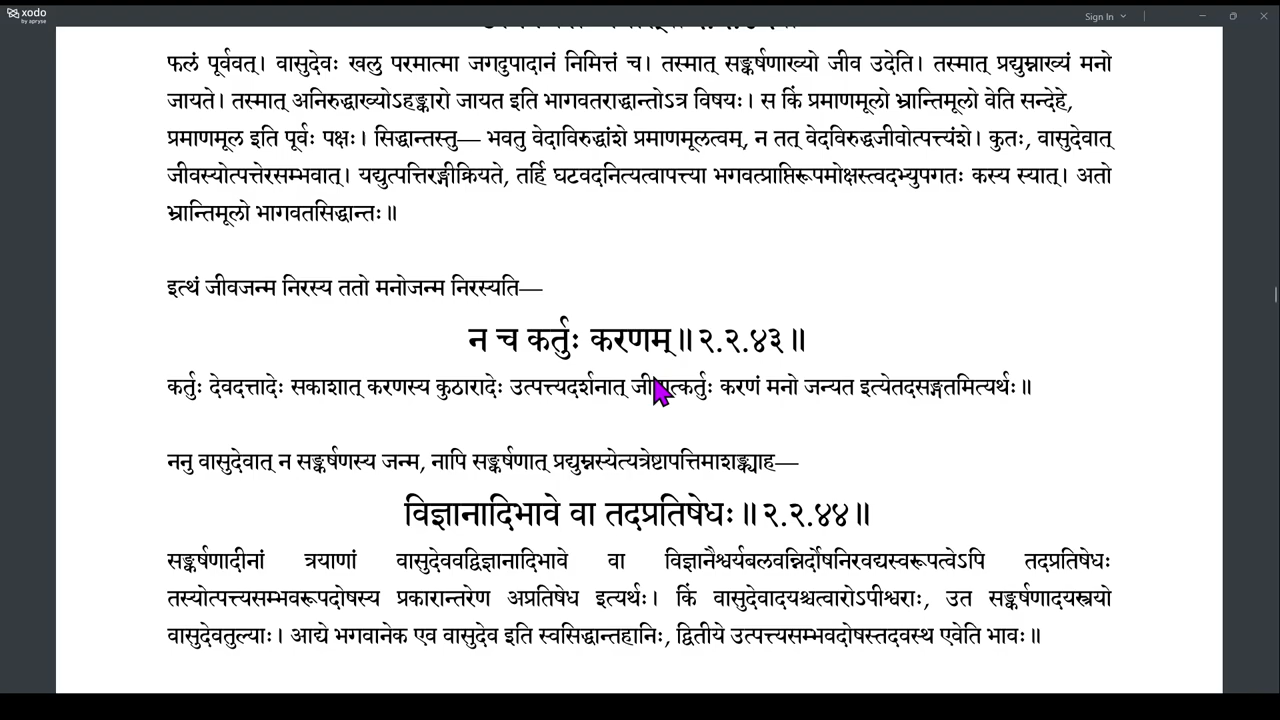 xodo
by apryse
Sign In
फलं पूर्ववत्। वासुदेवः खलु परमात्मा जगदुपादानं निमित्तं च। तस्मात् सङ्कर्षणाख्यो जीव उदेति। तस्मात् प्रद्युम्नाख्यं मनो
जायते। तस्मात् अनिरुद्धाख्योऽहङ्कारो जायत इति भागवतराद्धान्तोऽत्र विषयः। स किं प्रमाणमूलो भ्रान्तिमूलो वेति सन्देहे,
प्रमाणमूल इति पूर्वः पक्षः। सिद्धान्तस्तु— भवतु वेदाविरुद्धांशे प्रमाणमूलत्वम्, न तत् वेदविरुद्धजीवोत्पत्त्यंशे। कुतः, वासुदेवात्
जीवस्योत्पत्तेरसम्भवात्। यद्युत्पत्तिरङ्गीक्रियते, तर्हि घटवदनित्यत्वापत्त्या भगवत्प्राप्तिरूपमोक्षस्त्वदभ्युपगतः कस्य स्यात्। अतो
भ्रान्तिमूलो भागवतसिद्धान्तः॥
इत्थं जीवजन्म निरस्य ततो मनोजन्म निरस्यति—
न च कर्तुः करणम्॥२.२.४३॥
कर्तुः देवदत्तादेः सकाशात् करणस्य कुठारादेः उत्पत्त्यदर्शनात् करणं मनो जन्यत इत्येतदसङ्गतमित्यर्थः॥
ननु वासुदेवात् न सङ्कर्षणस्य जन्म, नापि सङ्कर्षणात् प्रद्युम्नस्येत्यत्रेष्टापत्तिमाशङ्क्याह—
विज्ञानादिभावे वा तदप्रतिषेधः॥२.२.४४॥
सङ्कर्षणादीनां त्रयाणां वासुदेववद्विज्ञानादिभावे वा विज्ञानैश्वर्यबलवन्निर्दोषनिरवद्यस्वरूपत्वेऽपि तदप्रतिषेधः
तस्योत्पत्त्यसम्भवरूपदोषस्य प्रकारान्तरेण अप्रतिषेध इत्यर्थः। किं वासुदेवादयश्चत्वारोऽपीश्वराः, उत सङ्कर्षणादयस्त्रयो
वासुदेवतुल्याः। आद्ये भगवानेक एव वासुदेव इति स्वसिद्धान्तहानिः, द्वितीये उत्पत्त्यसम्भवदोषस्तदवस्थ एवेति भावः॥